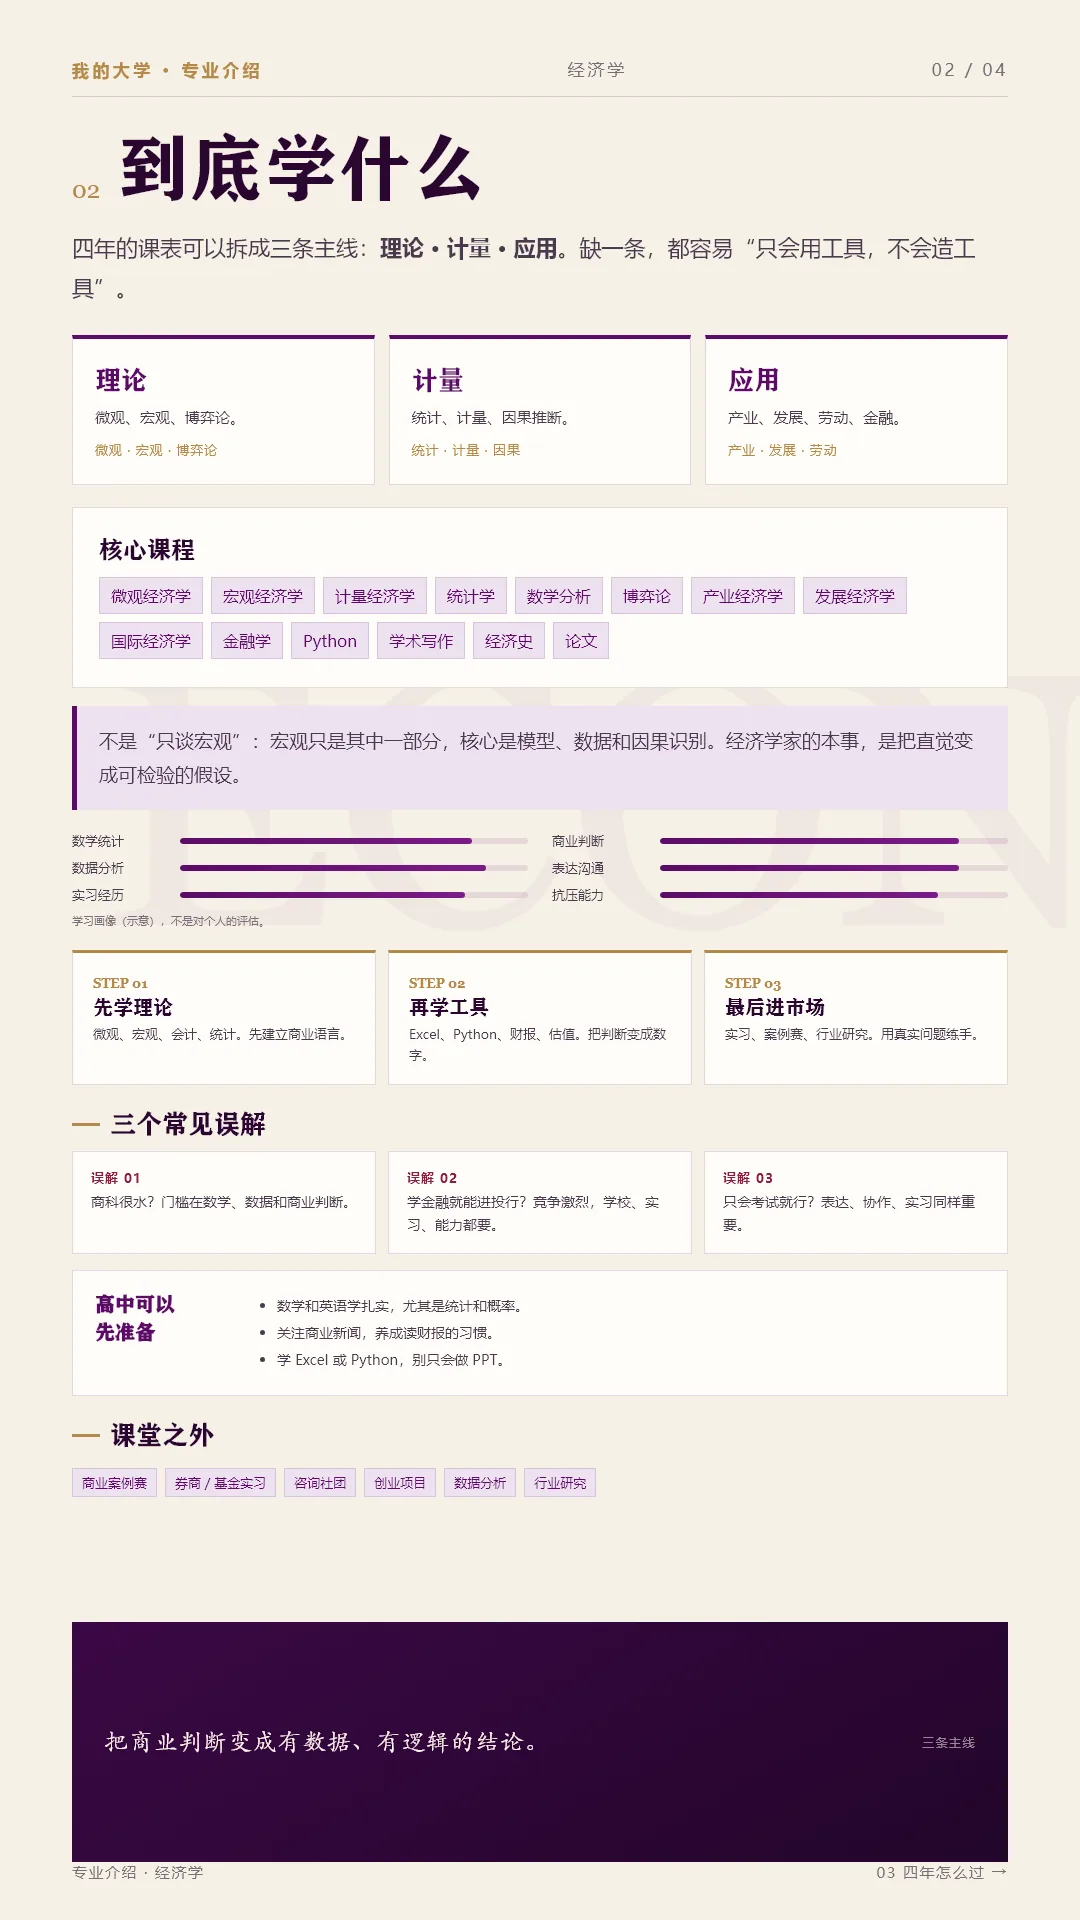 我的大学 · 专业介绍
经济学
02 / 04
02 到底学什么
四年的课表可以拆成三条主线：理论·计量·应用。缺一条，都容易“只会用工具，不会造工
具”。
理论
微观、宏观、博弈论。
微观 · 宏观 · 博弈论
计量
统计、计量、因果推断。
统计 · 计量 · 因果
应用
产业、发展、劳动、金融。
产业 · 发展 · 劳动
核心课程
微观经济学 宏观经济学 计量经济学 统计学 数学分析 博弈论 产业经济学 发展经济学
国际经济学 金融学 Python 学术写作 经济史 论文
ECON
不是“只谈宏观”：宏观只是其中一部分，核心是模型、数据和因果识别。经济学家的本事，是把直觉变
成可检验的假设。
数学统计 商业判断
数据分析 表达沟通
实习经历 抗压能力
学习画像（示意），不是对个人的评估。
STEP 01
先学理论
微观、宏观、会计、统计。先建立商业语言。
STEP 02
再学工具
Excel、Python、财报、估值。把判断变成数
字。
STEP 03
最后进市场
实习、案例赛、行业研究。用真实问题练手。
三个常见误解
误解 01
商科很水？门槛在数学、数据和商业判断。
误解 02
学金融就能进投行？竞争激烈，学校、实
习、能力都要。
误解 03
只会考试就行？表达、协作、实习同样重
要。
高中可以
先准备
• 数学和英语学扎实，尤其是统计和概率。
• 关注商业新闻，养成读财报的习惯。
• 学 Excel 或 Python，别只会做 PPT。
课堂之外
商业案例赛 券商 / 基金实习 咨询社团 创业项目 数据分析 行业研究
把商业判断变成有数据、有逻辑的结论。
三条主线
专业介绍 · 经济学
03 四年怎么过 →